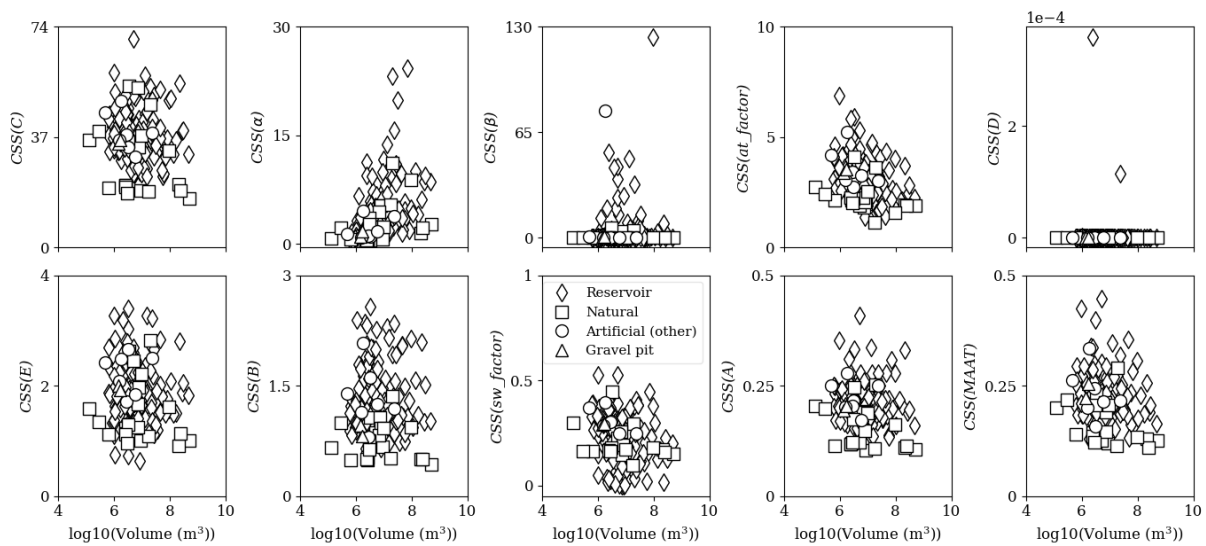 74
37
0
CSS(C)
30
15
0
CSS(α)
130
65
0
CSS(β)
10
5
0
CSS(at_factor)
1e−4
2
0
CSS(D)
4
2
0
CSS(E)
4 6 8 10
log10(Volume (m³))
3
1.5
0
CSS(B)
4 6 8 10
log10(Volume (m³))
1
0.5
0
CSS(sw_factor)
Reservoir
Natural
Artificial (other)
Gravel pit
4 6 8 10
log10(Volume (m³))
0.5
0.25
0
CSS(A)
4 6 8 10
log10(Volume (m³))
0.5
0.25
0
CSS(MAAT)
4 6 8 10
log10(Volume (m³))